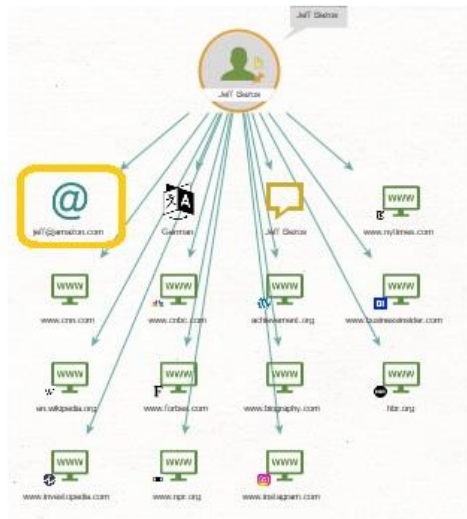 Jeff Bezos
Jeff Bezos
jeff@amazon.com
German
Jeff Bezos
www.nytimes.com
www.cnn.com
www.cnbc.com
achievement.org
www.businessinsider.com
en.wikipedia.org
www.forbes.com
www.biography.com
hbr.org
www.investopedia.com
www.npr.org
www.instagram.com